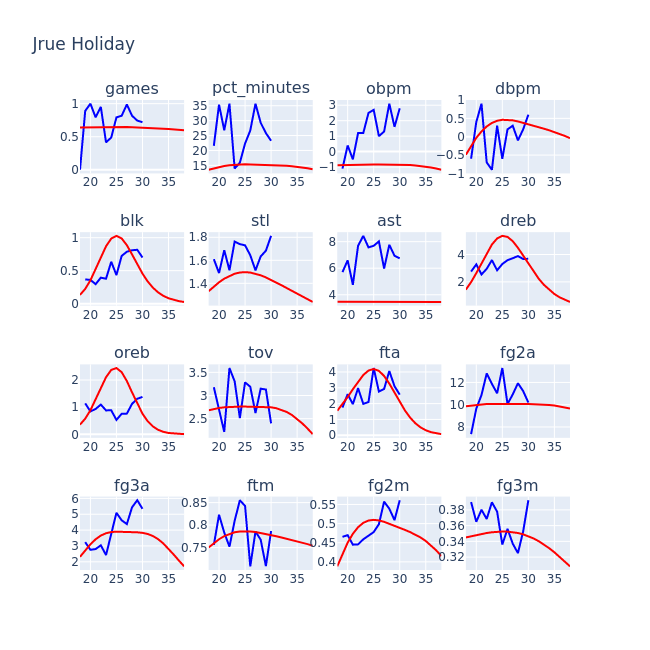 Jrue Holiday
games
pct_minutes
obpm
dbpm
1
0.5
0
20 25 30 35
35
30
25
20
15
20 25 30 35
3
2
1
0
−1
20 25 30 35
1
0.5
0
−0.5
−1
20 25 30 35
blk
stl
ast
dreb
1
0.5
0
20 25 30 35
1.8
1.6
1.4
20 25 30 35
8
6
4
20 25 30 35
4
2
20 25 30 35
oreb
tov
fta
fg2a
2
1
0
20 25 30 35
3.5
3
2.5
20 25 30 35
4
3
2
1
0
20 25 30 35
12
10
8
20 25 30 35
fg3a
ftm
fg2m
fg3m
6
5
4
3
2
20 25 30 35
0.85
0.8
0.75
20 25 30 35
0.55
0.5
0.45
0.4
20 25 30 35
0.38
0.36
0.34
0.32
20 25 30 35